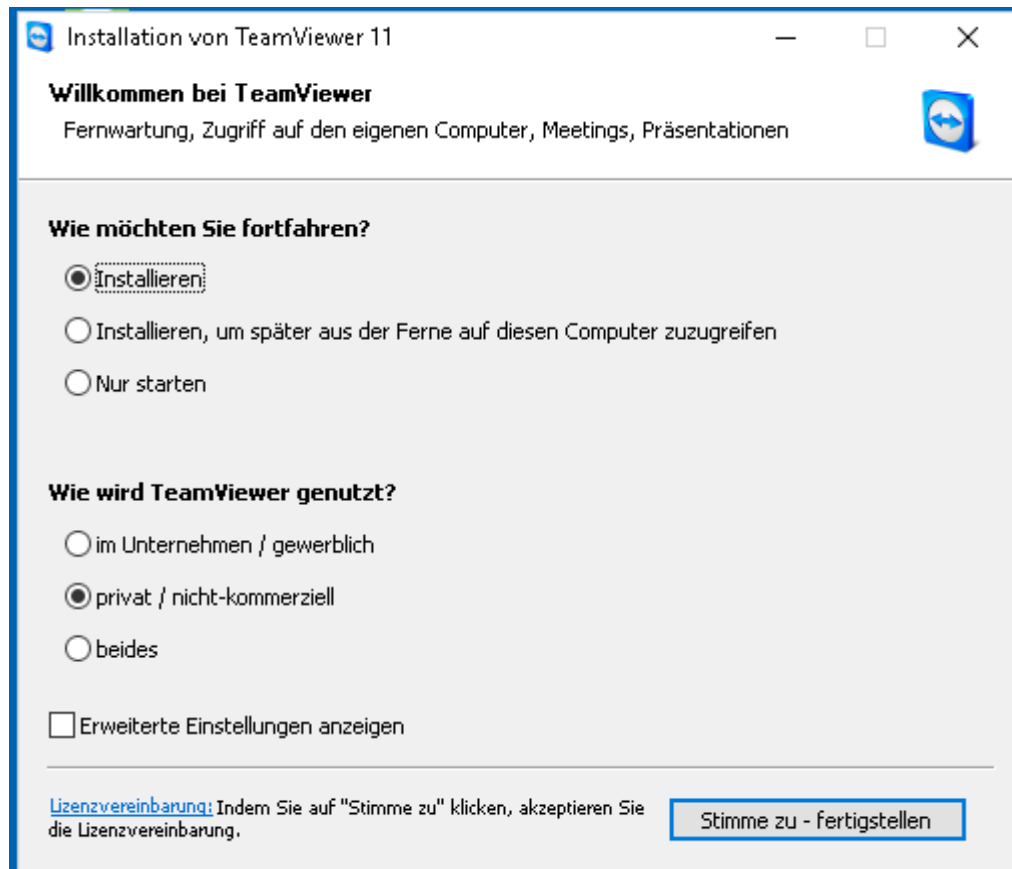 Installation von TeamViewer 11
Willkommen bei TeamViewer
Fernwartung, Zugriff auf den eigenen Computer, Meetings, Präsentationen
Wie möchten Sie fortfahren?
Installieren
Installieren, um später aus der Ferne auf diesen Computer zuzugreifen
Nur starten
Wie wird TeamViewer genutzt?
im Unternehmen / gewerblich
privat / nicht-kommerziell
beides
Erweiterte Einstellungen anzeigen
Lizenzvereinbarung: Indem Sie auf "Stimme zu" klicken, akzeptieren Sie
die Lizenzvereinbarung.
Stimme zu - fertigstellen